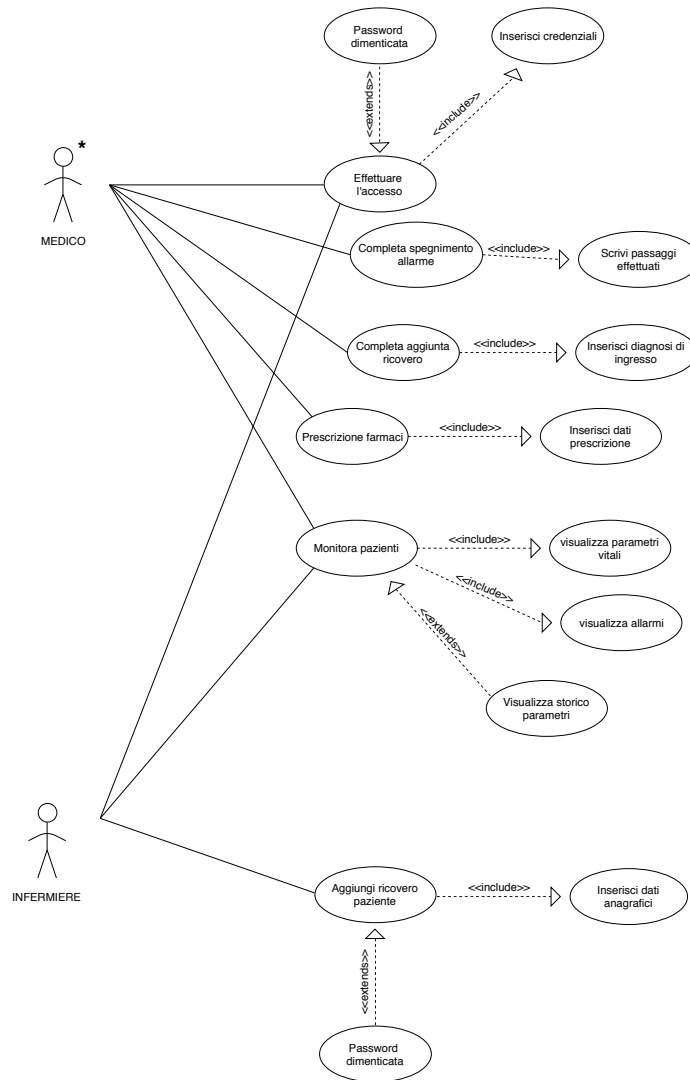 Password
dimenticata
Inserisci credenziali
<<extends>>
<<include>>
*
MEDICO
Effettuare
l'accesso
Completa spegnimento
allarme
<<include>>
Scrivi passaggi
effettuati
Completa aggiunta
ricovero
<<include>>
Inserisci diagnosi di
ingresso
Prescrizione farmaci
<<include>>
Inserisci dati
prescrizione
Monitora pazienti
<<include>>
visualizza parametri
vitali
<<include>>
visualizza allarmi
<<extends>>
Visualizza storico
parametri
INFERMIERE
Aggiungi ricovero
paziente
<<include>>
Inserisci dati
anagrafici
<<extends>>
Password
dimenticata